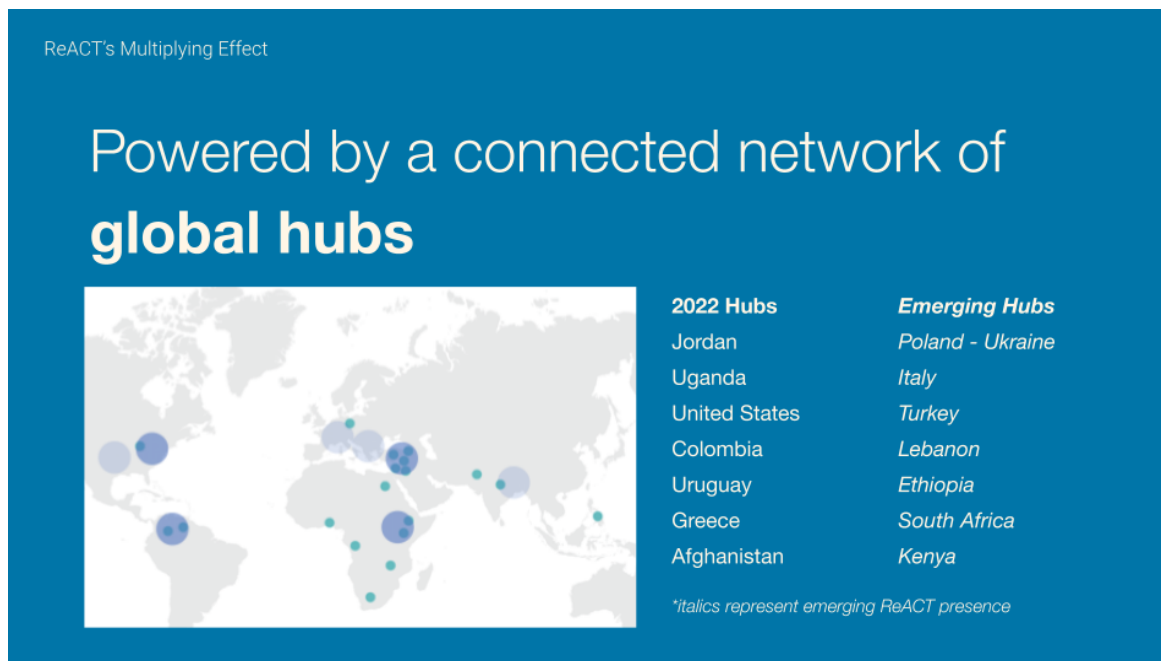 ReACT's Multiplying Effect
Powered by a connected network of
global hubs
2022 Hubs
Jordan
Uganda
United States
Colombia
Uruguay
Greece
Afghanistan
Emerging Hubs
Poland - Ukraine
Italy
Turkey
Lebanon
Ethiopia
South Africa
Kenya
*italics represent emerging ReACT presence